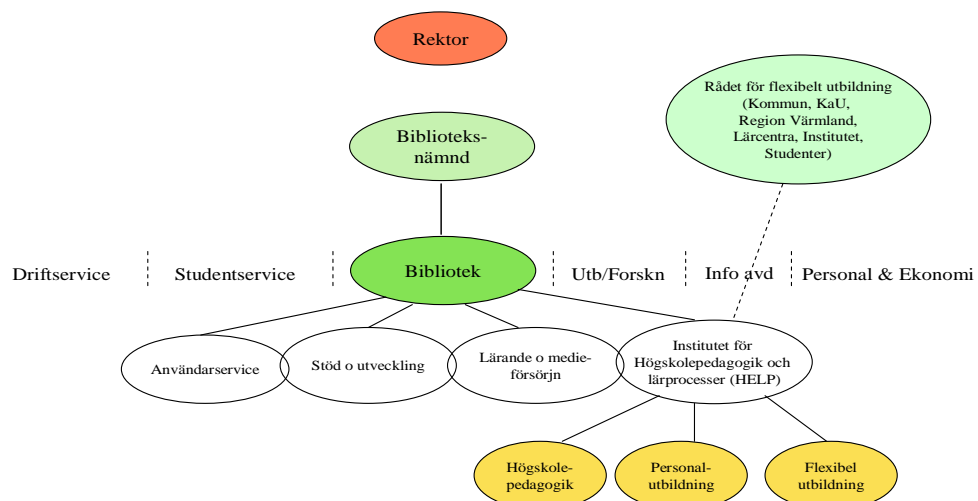 Rektor
Rådet för flexibelt utbildning
(Kommun, KaU,
Region Värmland,
Lärcentra, Institutet,
Studenter)
Biblioteks-
nämnd
Driftservice
Studentservice
Bibliotek
Utb/Forskn
Info avd
Personal & Ekonomi
Användarservice
Stöd o utveckling
Lärande o medie-
försörjn
Institutet för
Högskolepedagogik och
lärprocesser (HELP)
Högskole-
pedagogik
Personal-
utbildning
Flexibel
utbildning